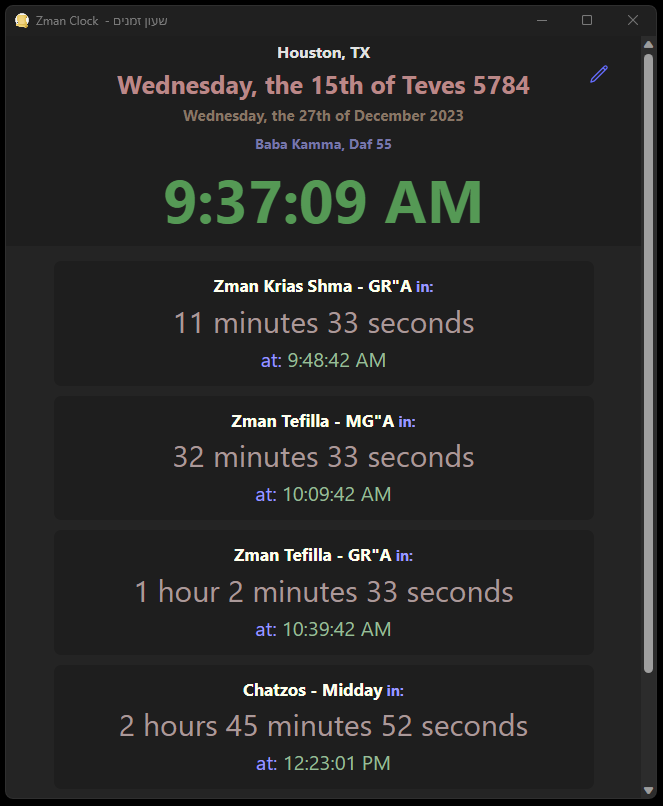 Zman Clock - שעון זמנים
Houston, TX
Wednesday, the 15th of Teves 5784
Wednesday, the 27th of December 2023
Baba Kamma, Daf 55
9:37:09 AM
Zman Krias Shma - GR"A in:
11 minutes 33 seconds
at: 9:48:42 AM
Zman Tefilla - MG"A in:
32 minutes 33 seconds
at: 10:09:42 AM
Zman Tefilla - GR"A in:
1 hour 2 minutes 33 seconds
at: 10:39:42 AM
Chatzos - Midday in:
2 hours 45 minutes 52 seconds
at: 12:23:01 PM